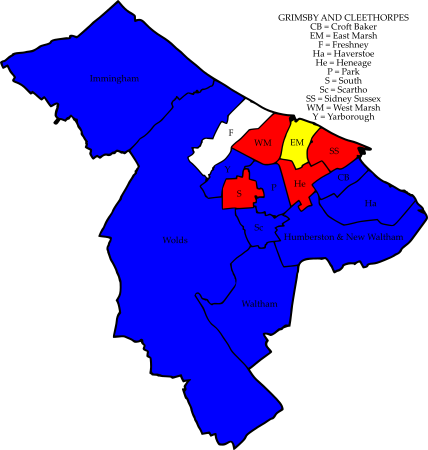 GRIMSBY AND CLEETHORPES
CB = Croft Baker
EM = East Marsh
F = Freshney
Ha = Haverstoe
He = Heneage
P = Park
S = South
Sc = Scartho
SS = Sidney Sussex
WM = West Marsh
Y = Yarborough
Immingham
F
WM
EM
SS
Y
He
CB
P
S
Ha
Sc
Wolds
Humberston & New Waltham
Waltham